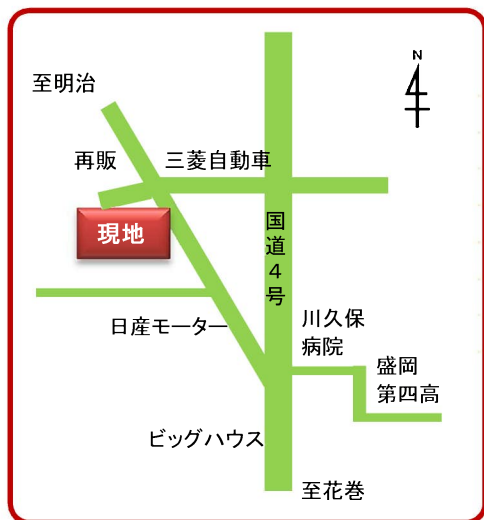 N
至明治
再販
三菱自動車
現地
国道４号
川久保
病院
日産モーター
盛岡
第四高
ビッグハウス
至花巻